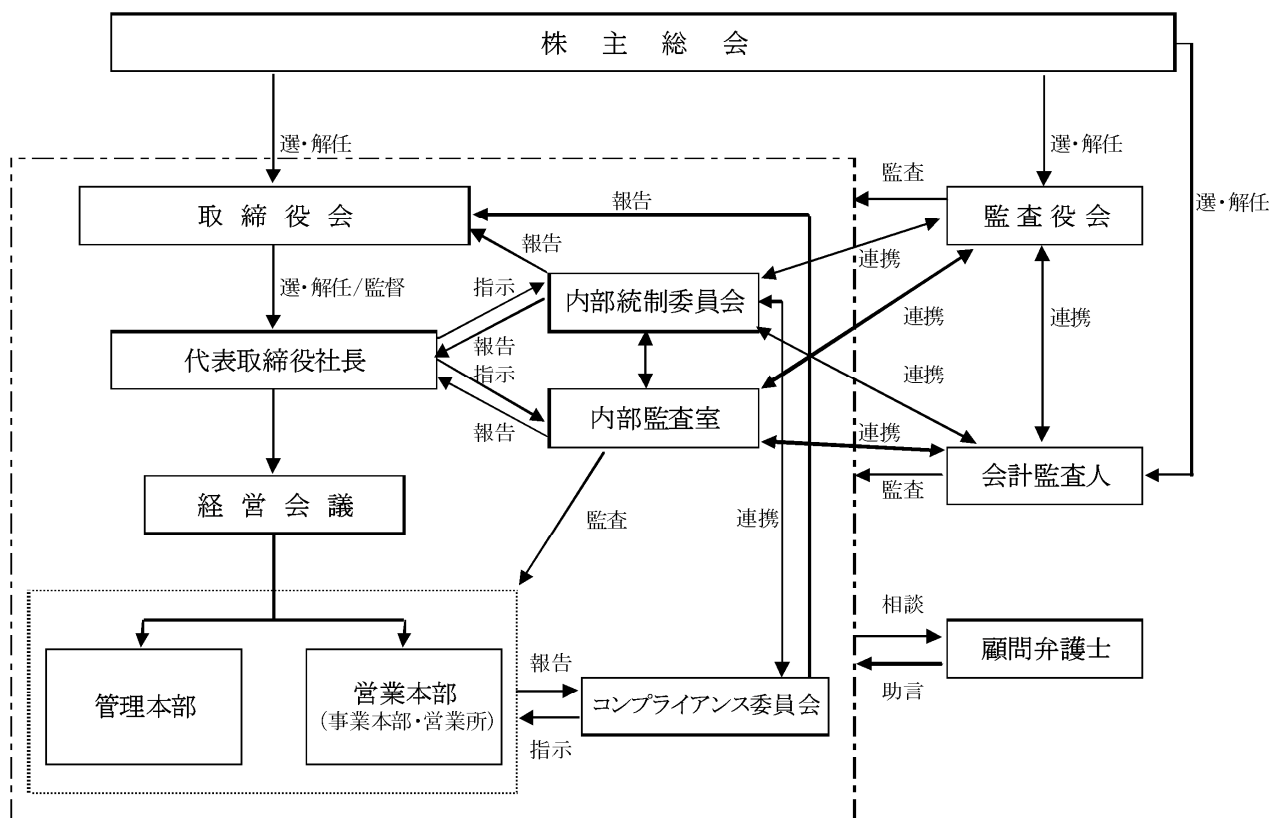 株主総会
選・解任
選・解任
監査
選・解任
取締役会
報告
監査役会
報告
連携
選・解任/監督
指示
内部統制委員会
連携
連携
代表取締役社長
報告
指示
連携
内部監査室
報告
連携
会計監査人
経営会議
監査
連携
監査
相談
顧問弁護士
助言
管理本部
営業本部
(事業本部・営業所)
報告
コンプライアンス委員会
指示